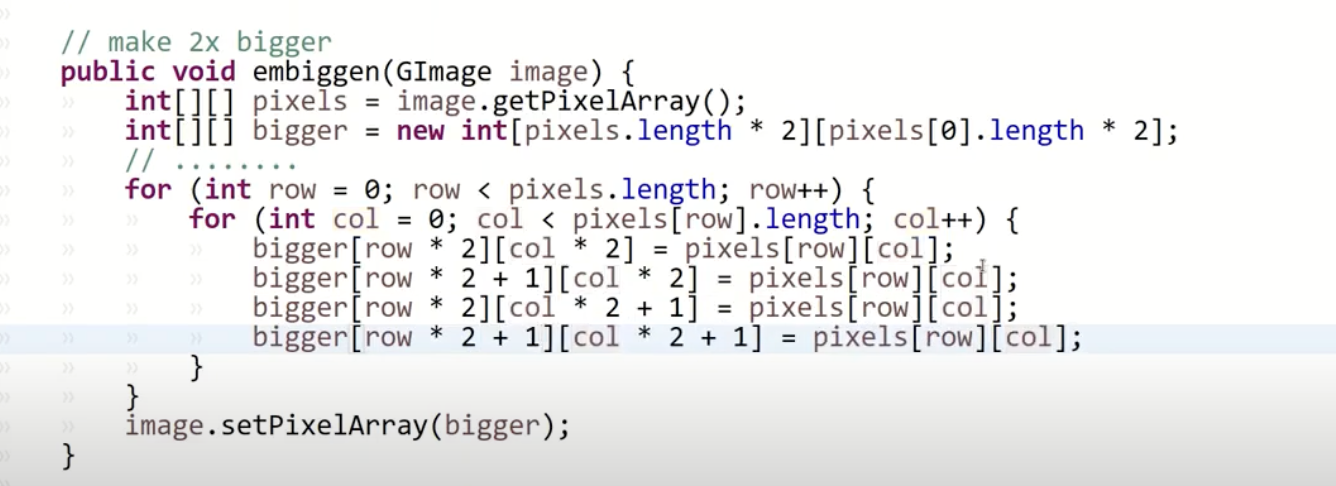 // make 2x bigger
public void embiggen(GImage image) {
int[][] pixels = image.getPixelArray();
int[][] bigger = new int[pixels.length * 2][pixels[0].length * 2];
// ........
for (int row = 0; row < pixels.length; row++) {
for (int col = 0; col < pixels[row].length; col++) {
bigger[row * 2][col * 2] = pixels[row][col];
bigger[row * 2 + 1][col * 2] = pixels[row][col];
bigger[row * 2][col * 2 + 1] = pixels[row][col];
bigger[row * 2 + 1][col * 2 + 1] = pixels[row][col];
}
}
image.setPixelArray(bigger);
}